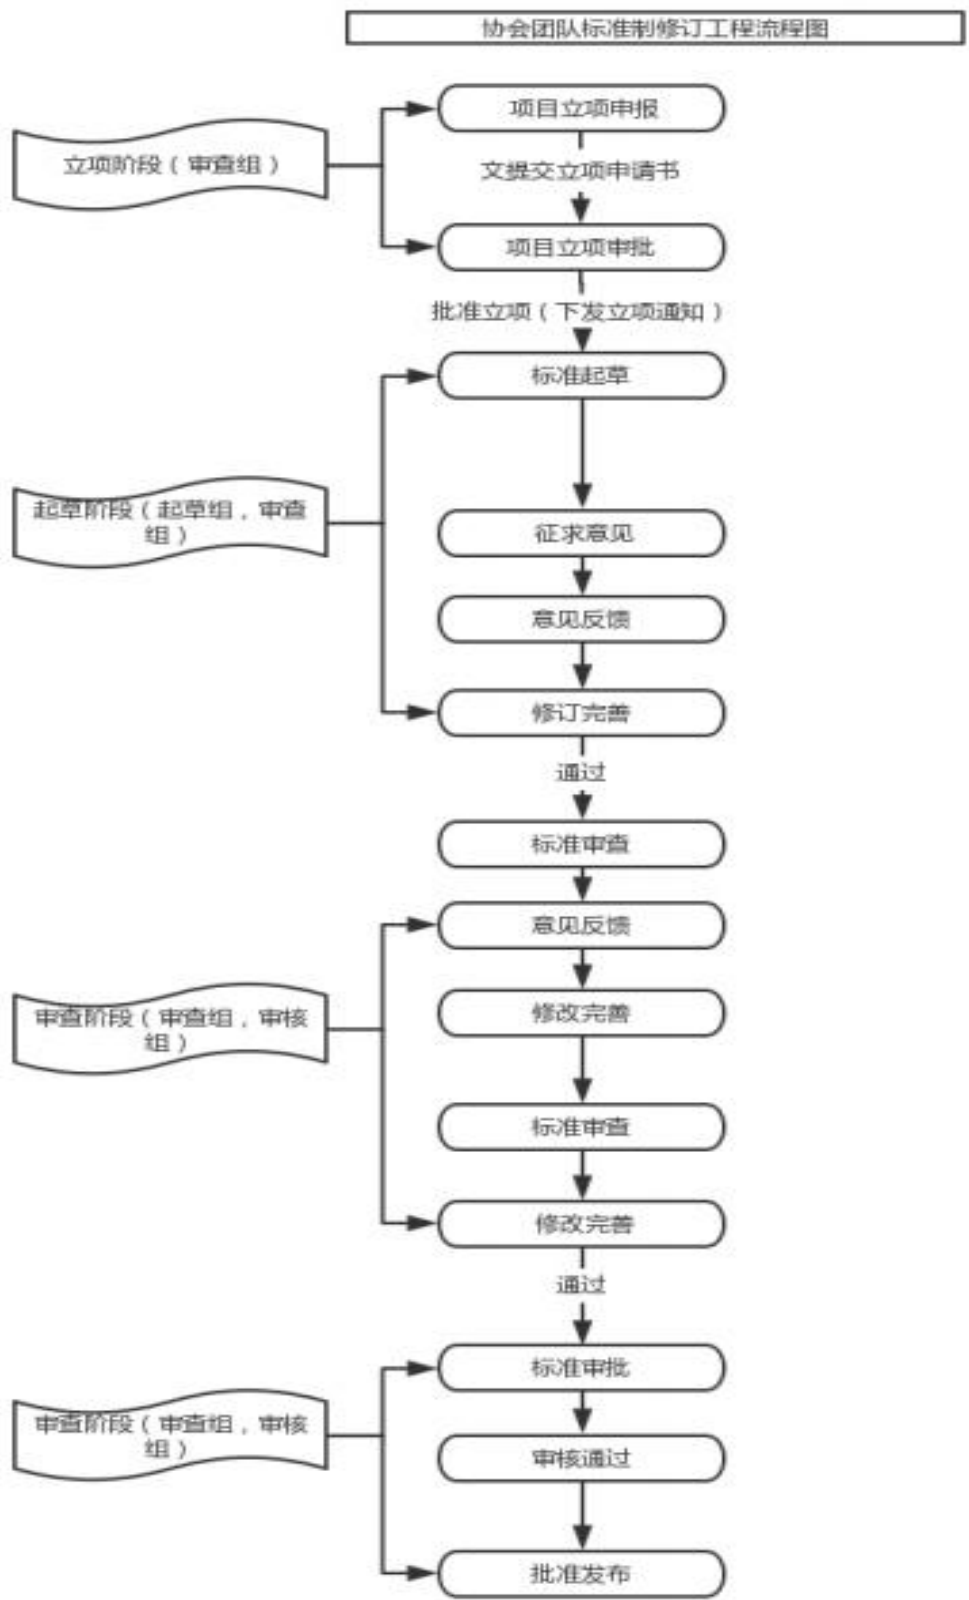 协会团队标准制修订工程流程图
项目立项申报
立项阶段（审查组）
文提交立项申请书
项目立项审批
批准立项（下发立项通知）
标准起草
起草阶段（起草组，审查
组）
征求意见
意见反馈
修订完善
通过
标准审查
意见反馈
修改完善
审查阶段（审查组，审核
组）
标准审查
修改完善
通过
标准审批
审查阶段（审查组，审核
组）
审核通过
批准发布